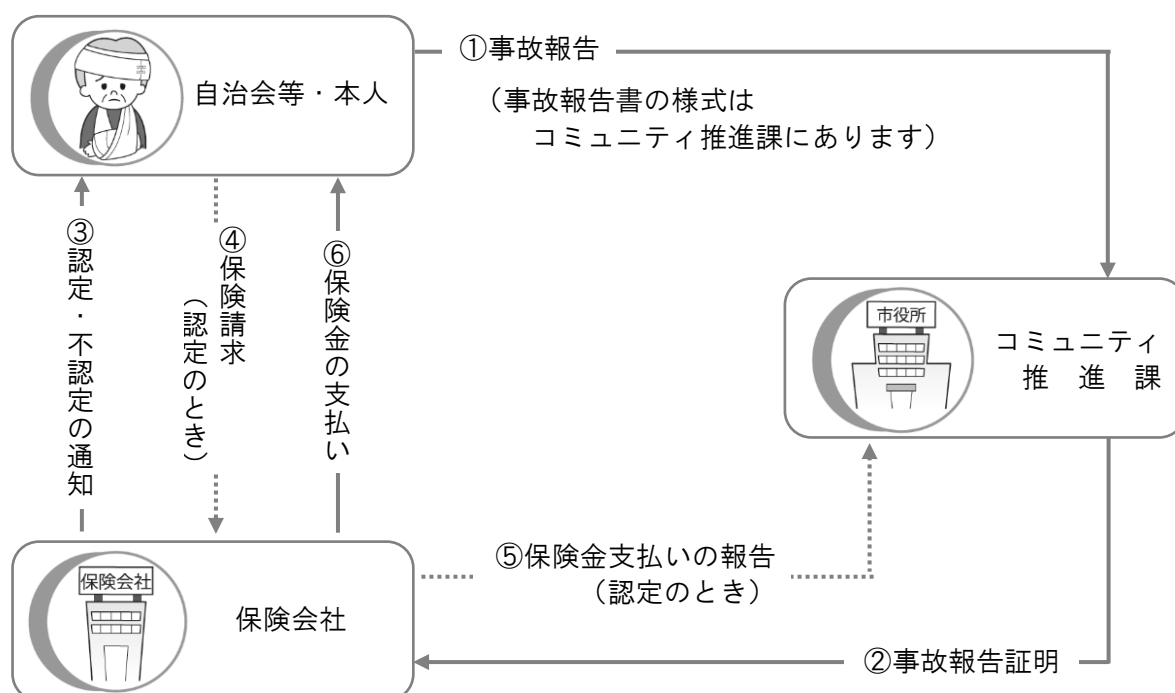 自治会等・本人
①事故報告
（事故報告書の様式は
コミュニティ推進課にあります）
③認定・不認定の通知
④保険請求
（認定のとき）
⑥保険金の支払い
市役所
コミュニティ
推進課
保険会社
保険会社
⑤保険金支払いの報告
（認定のとき）
②事故報告証明